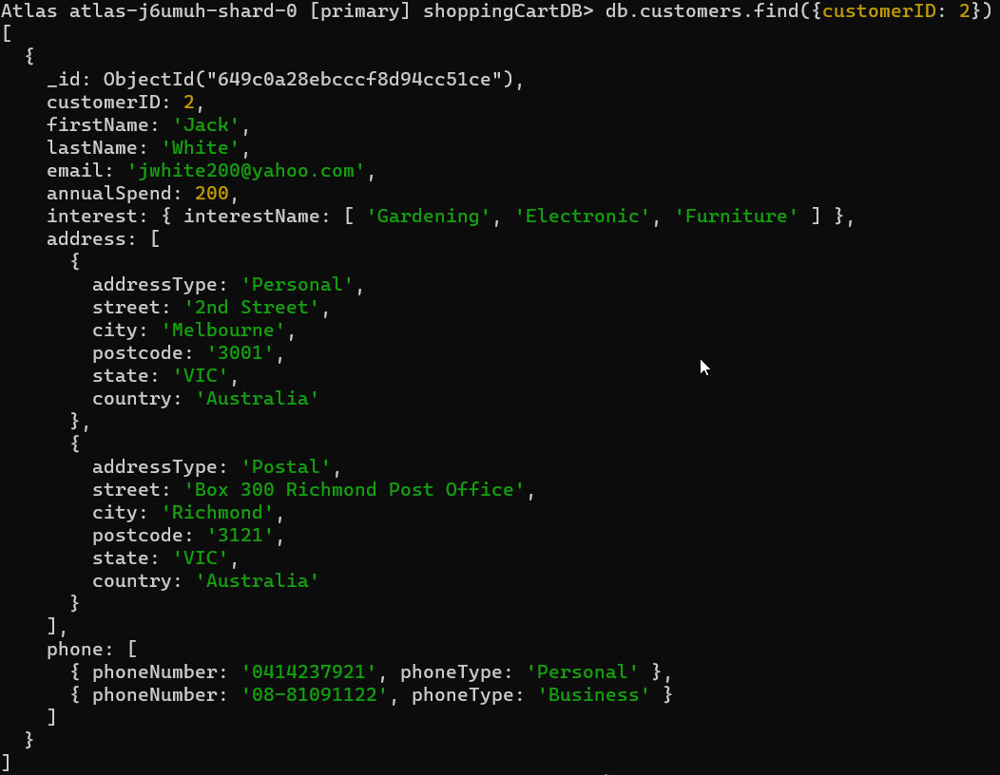 Atlas atlas-j6umuh-shard-0 [primary] shoppingCartDB> db.customers.find({customerID: 2})
[
  {
    _id: ObjectId("649c0a28ebcccf8d94cc51ce"),
    customerID: 2,
    firstName: 'Jack',
    lastName: 'White',
    email: 'jwhite200@yahoo.com',
    annualSpend: 200,
    interest: { interestName: [ 'Gardening', 'Electronic', 'Furniture' ] },
    address: [
      {
        addressType: 'Personal',
        street: '2nd Street',
        city: 'Melbourne',
        postcode: '3001',
        state: 'VIC',
        country: 'Australia'
      },
      {
        addressType: 'Postal',
        street: 'Box 300 Richmond Post Office',
        city: 'Richmond',
        postcode: '3121',
        state: 'VIC',
        country: 'Australia'
      }
    ],
    phone: [
      { phoneNumber: '0414237921', phoneType: 'Personal' },
      { phoneNumber: '08-81091122', phoneType: 'Business' }
    ]
  }
]